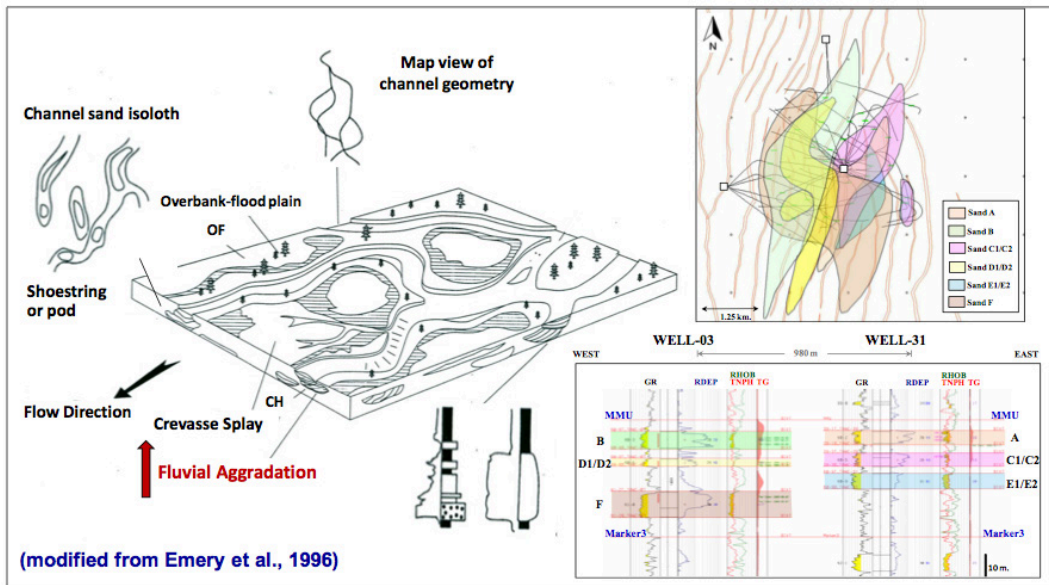 Map view of
channel geometry
Channel sand isoloth
Overbank-flood plain
OF
Shoestring
or pod
Flow Direction
CH
Crevasse Splay
Fluvial Aggradation
(modified from Emery et al., 1996)
N
Sand A
Sand B
Sand C1/C2
Sand D1/D2
Sand E1/E2
Sand F
1.25 km.
WELL-03
WELL-31
WEST
980 m
EAST
GR
RDEP
RHOB
TNPH
TG
GR
RDEP
RHOB
TNPH
TG
MMU
MMU
B
A
D1/D2
C1/C2
E1/E2
F
Marker3
Marker3
10 m.